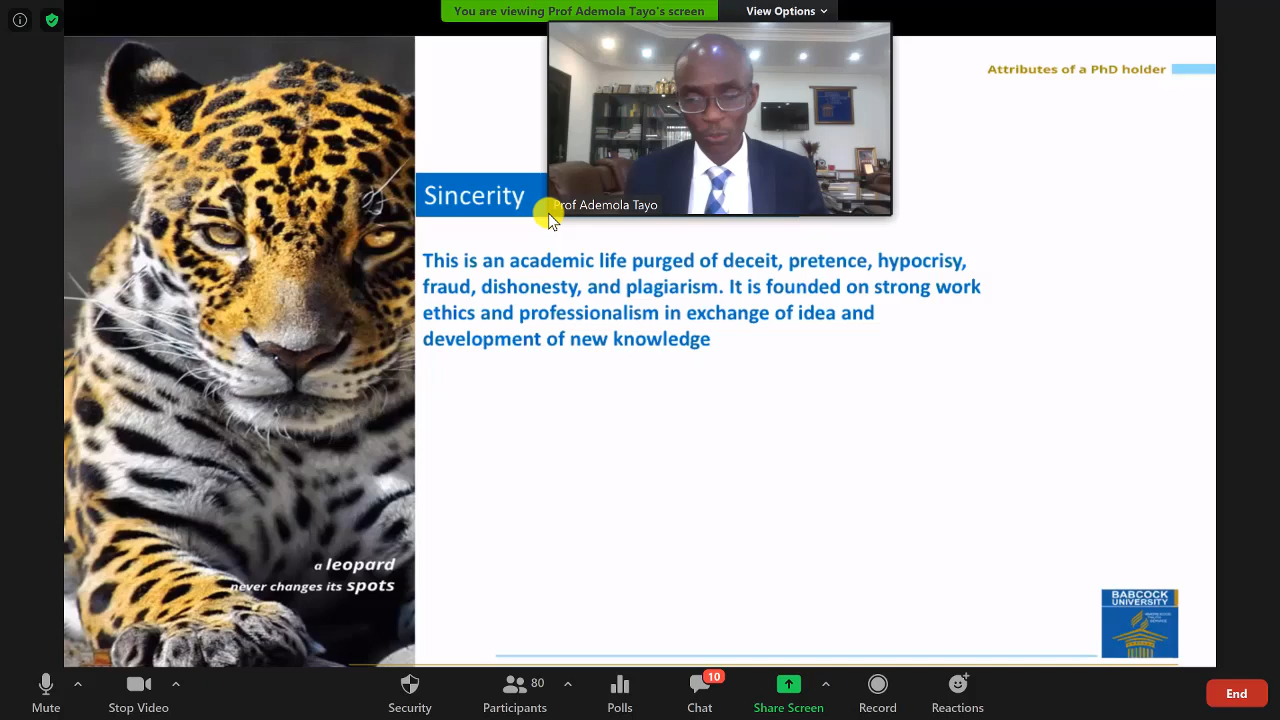 You are viewing Prof Ademola Tayo's screen
View Options
Attributes of a PhD holder
Sincerity
Prof Ademola Tayo
This is an academic life purged of deceit, pretence, hypocrisy,
fraud, dishonesty, and plagiarism. It is founded on strong work
ethics and professionalism in exchange of idea and
development of new knowledge
a leopard
never changes its spots
BABCOCK
UNIVERSITY
Mute
Stop Video
Security
80
Participants
Polls
10
Chat
Share Screen
Record
Reactions
End